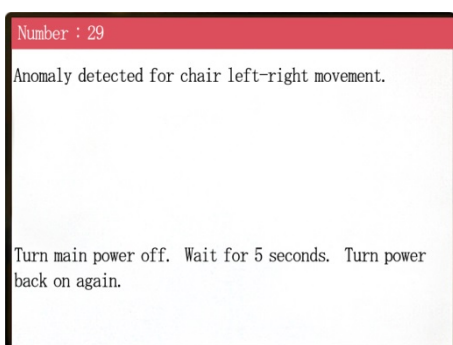 Number : 29
Anomaly detected for chair left-right movement.
Turn main power off. Wait for 5 seconds. Turn power
back on again.